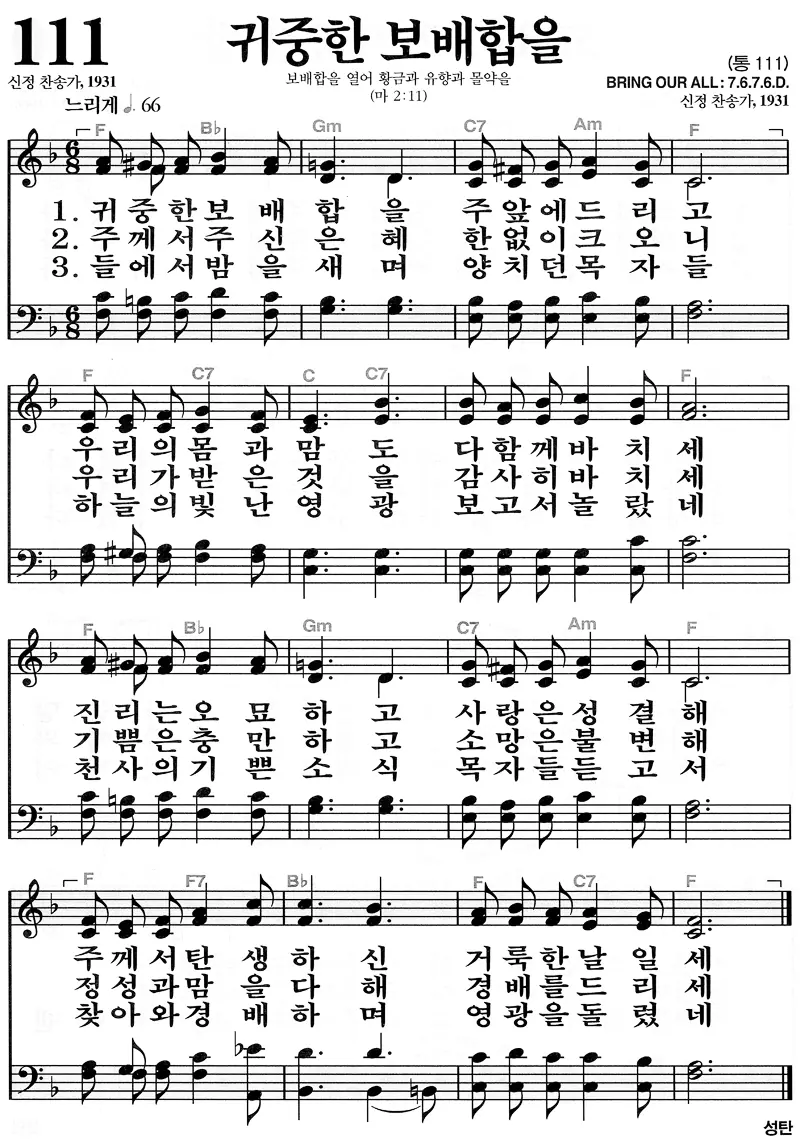 111
귀중한 보배합을
(통 111)
신정 찬송가, 1931
보배합을 열어 황금과 유향과 몰약을
BRING OUR ALL : 7.6.7.6.D.
느리게 ♩. 66
(마 2:11)
신정 찬송가, 1931
F B♭ Gm C7 Am F
6/8
1. 귀 중 한 보 배 합 을 주 앞 에 드 리 고
2. 주 께 서 주 신 은 혜 한 없 이 크 오 니
3. 들 에 서 밤 을 새 며 양 치 던 목 자 들
6/8
F C7 C C7 F
우 리 의 몸 과 맘 도 다 함 께 바 치 세
우 리 가 받 은 것 을 감 사 히 바 치 세
하 늘 의 빛 난 영 광 보 고 서 놀 랐 네
F B♭ Gm C7 Am F
진 리 는 오 묘 하 고 사 랑 은 성 결 해
기 쁨 은 충 만 하 고 소 망 은 불 변 해
천 사 의 기 쁜 소 식 목 자 들 듣 고 서
F F7 B♭ F C7 F
주 께 서 탄 생 하 신 거 룩 한 날 일 세
정 성 과 맘 을 다 해 경 배 를 드 리 세
찾 아 와 경 배 하 며 영 광 을 돌 렸 네
성탄